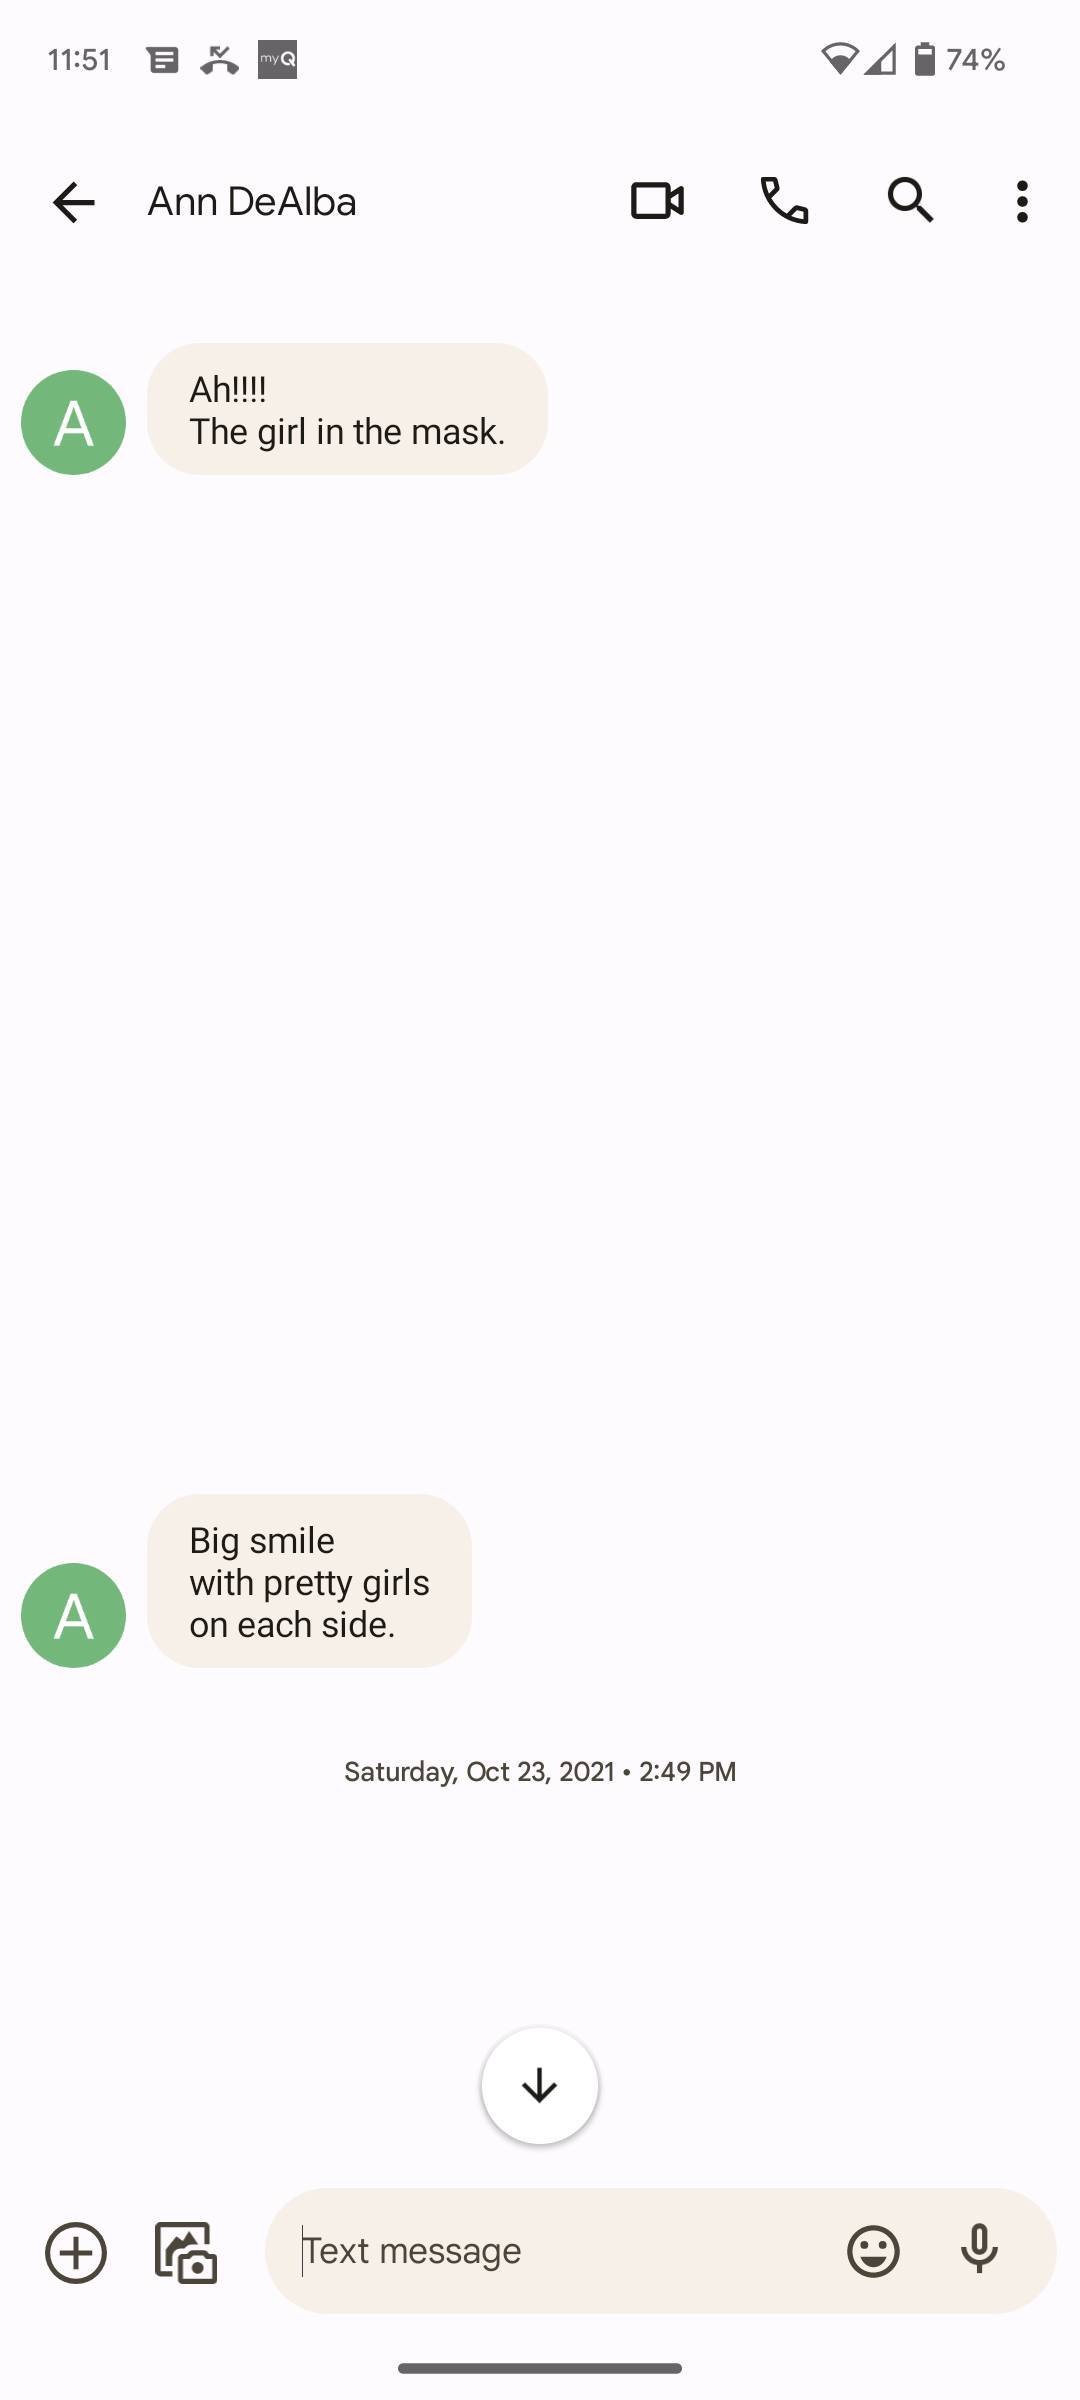 11:51 myQ 74%
Ann DeAlba
Ah!!!!
The girl in the mask.
A
Big smile
with pretty girls
on each side.
A
Saturday, Oct 23, 2021 • 2:49 PM
Text message